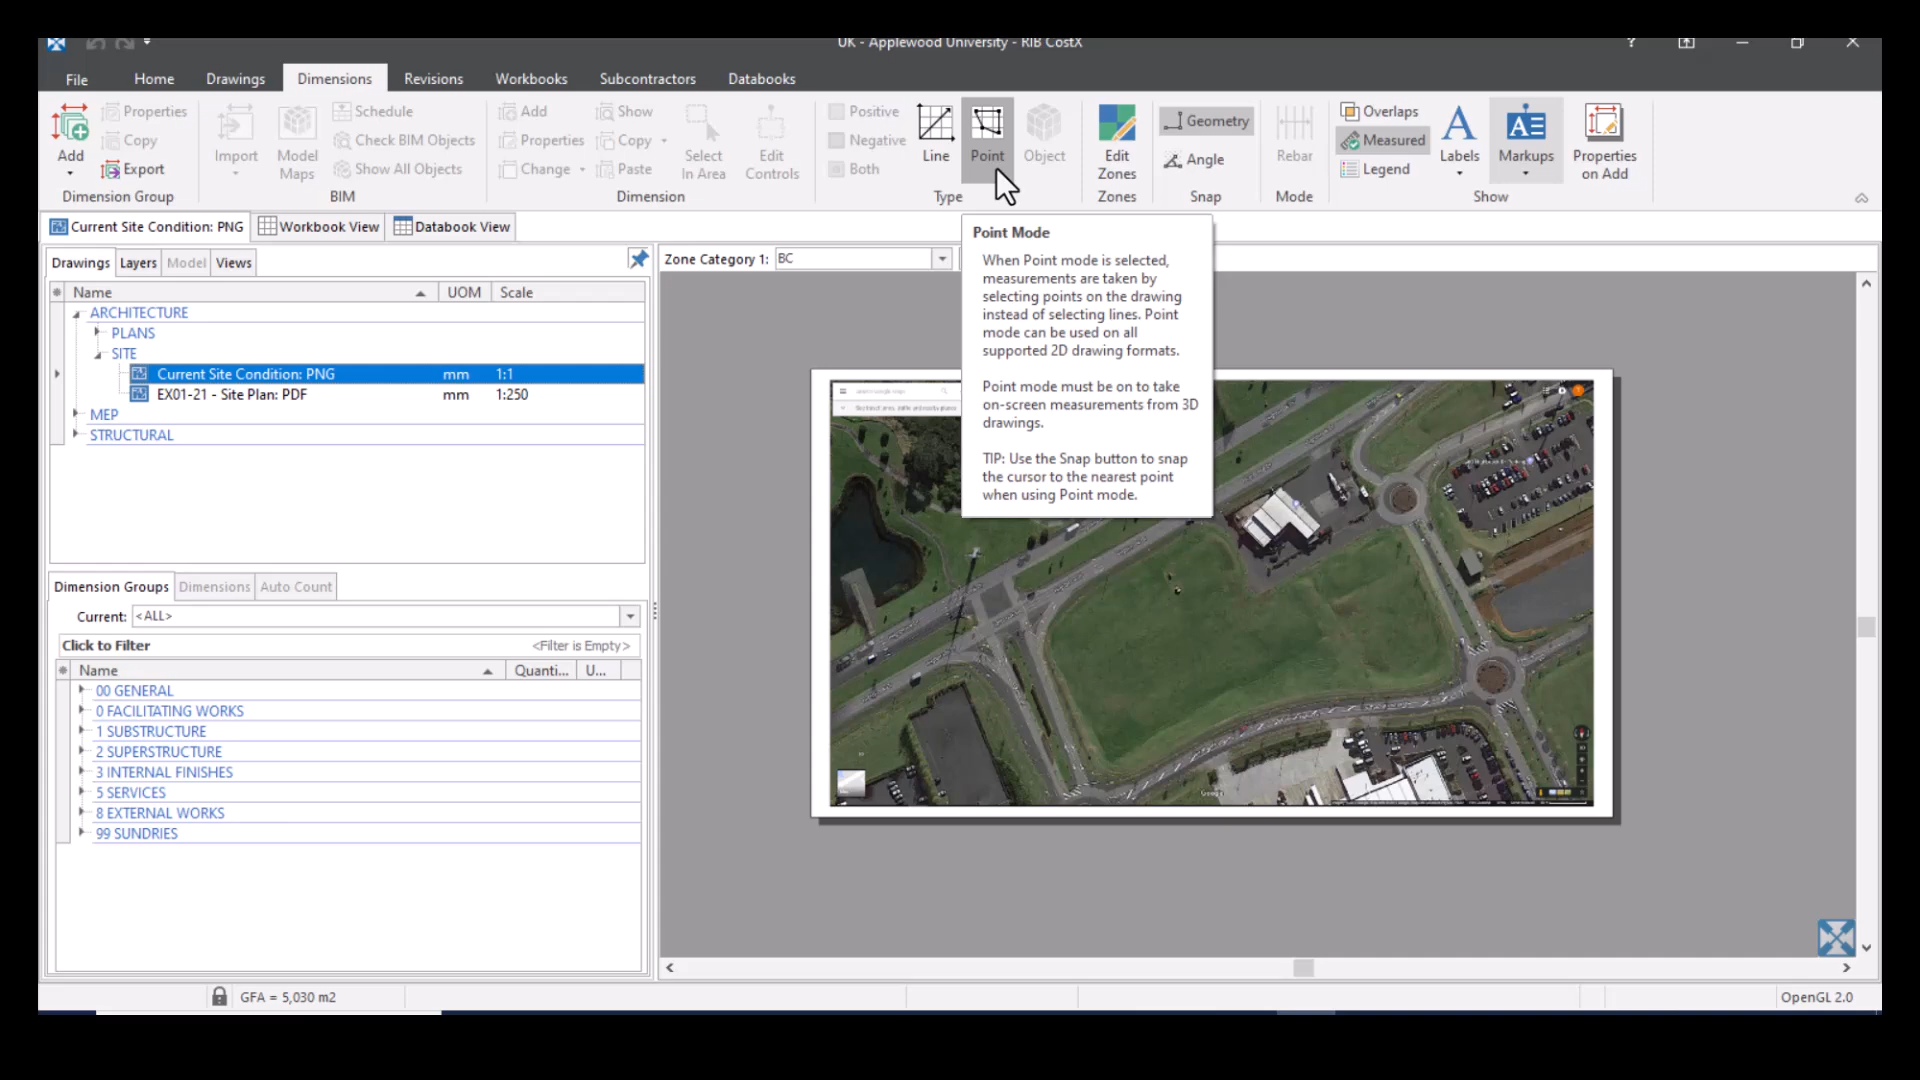 UK - Applewood University - RIB CostX
?
File Home Drawings Dimensions Revisions Workbooks Subcontractors Databooks
Add
Properties
Copy
Export
Dimension Group
Import
Model
Maps
Schedule
Check BIM Objects
Show All Objects
BIM
Add
Properties
Change
Show
Copy
Paste
Select
In Area
Edit
Controls
Dimension
Positive
Negative
Both
Line
Point
Object
Type
Edit
Zones
Zones
Geometry
Angle
Snap
Rebar
Mode
Overlaps
Measured
Legend
Labels
Markups
Properties
on Add
Show
Current Site Condition: PNG Workbook View Databook View
Drawings Layers Model Views
Name UOM Scale
ARCHITECTURE
PLANS
SITE
Current Site Condition: PNG mm 1:1
EX01-21 - Site Plan: PDF mm 1:250
MEP
STRUCTURAL
Zone Category 1: BC
Point Mode
When Point mode is selected,
measurements are taken by
selecting points on the drawing
instead of selecting lines. Point
mode can be used on all
supported 2D drawing formats.
Point mode must be on to take
on-screen measurements from 3D
drawings.
TIP: Use the Snap button to snap
the cursor to the nearest point
when using Point mode.
Dimension Groups Dimensions Auto Count
Current: <ALL>
Click to Filter <Filter is Empty>
Name Quanti... U...
00 GENERAL
0 FACILITATING WORKS
1 SUBSTRUCTURE
2 SUPERSTRUCTURE
3 INTERNAL FINISHES
5 SERVICES
8 EXTERNAL WORKS
99 SUNDRIES
GFA = 5,030 m2
OpenGL 2.0